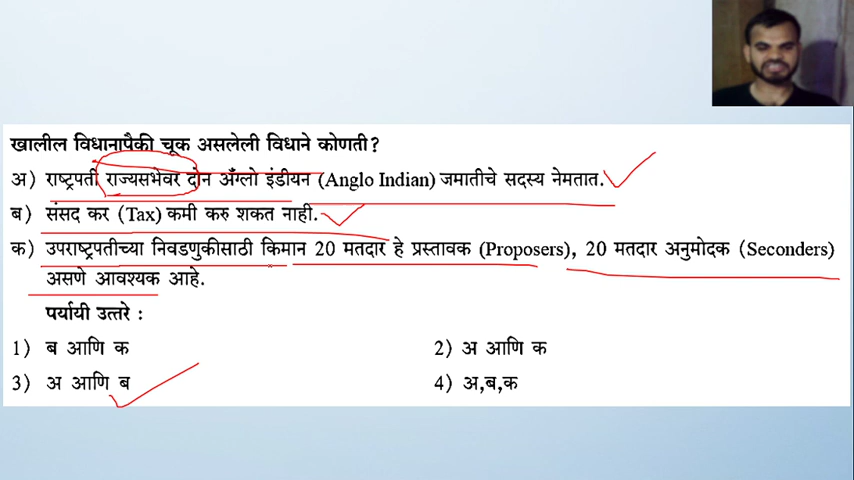 खालील विधानापैकी चूक असलेली विधाने कोणती?
अ) राष्ट्रपती राज्यसभेवर दोन अँग्लो इंडीयन (Anglo Indian) जमातीचे सदस्य नेमतात.
ब) संसद कर (Tax) कमी करु शकत नाही.
क) उपराष्ट्रपतीच्या निवडणुकीसाठी किमान 20 मतदार हे प्रस्तावक (Proposers), 20 मतदार अनुमोदक (Seconders)
असणे आवश्यक आहे.
पर्यायी उत्तरे :
1) ब आणि क
2) अ आणि क
3) अ आणि ब
4) अ,ब,क